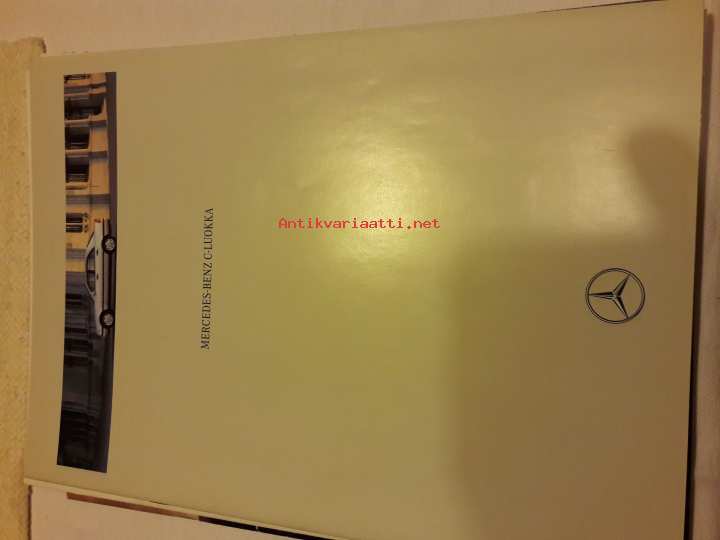 MERCEDES-BENZ C-LUOKKA
Antikvariaatti.net